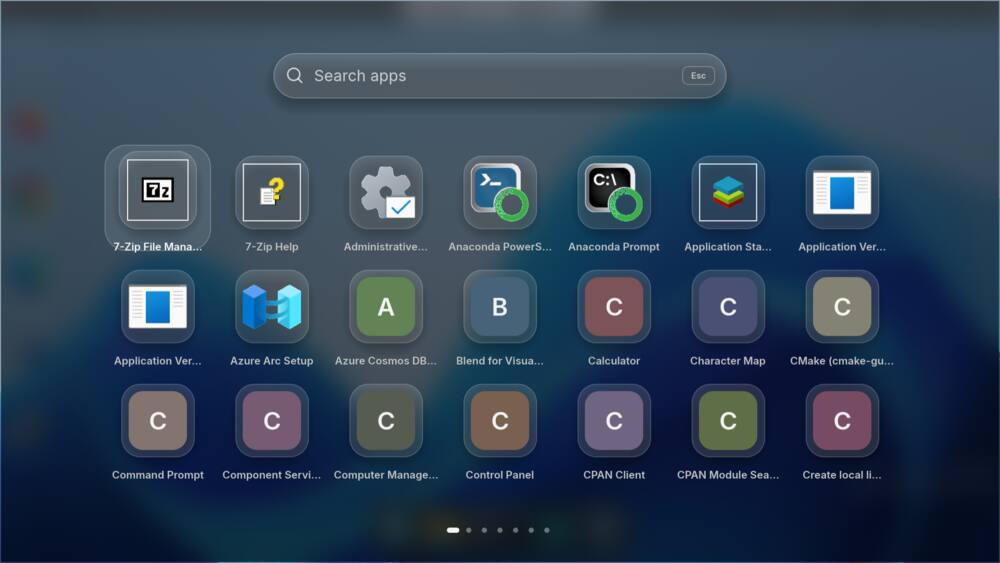 Search apps
Esc
7z
7-Zip File Mana...
7-Zip Help
Administrative...
Anaconda PowerS...
C:\
Anaconda Prompt
Application Sta...
Application Ver...
Application Ver...
Azure Arc Setup
A
Azure Cosmos DB...
B
Blend for Visua...
C
Calculator
C
Character Map
C
CMake (cmake-gu...
C
Command Prompt
C
Component Servi...
C
Computer Manage...
C
Control Panel
C
CPAN Client
C
CPAN Module Sea...
C
Create local li...